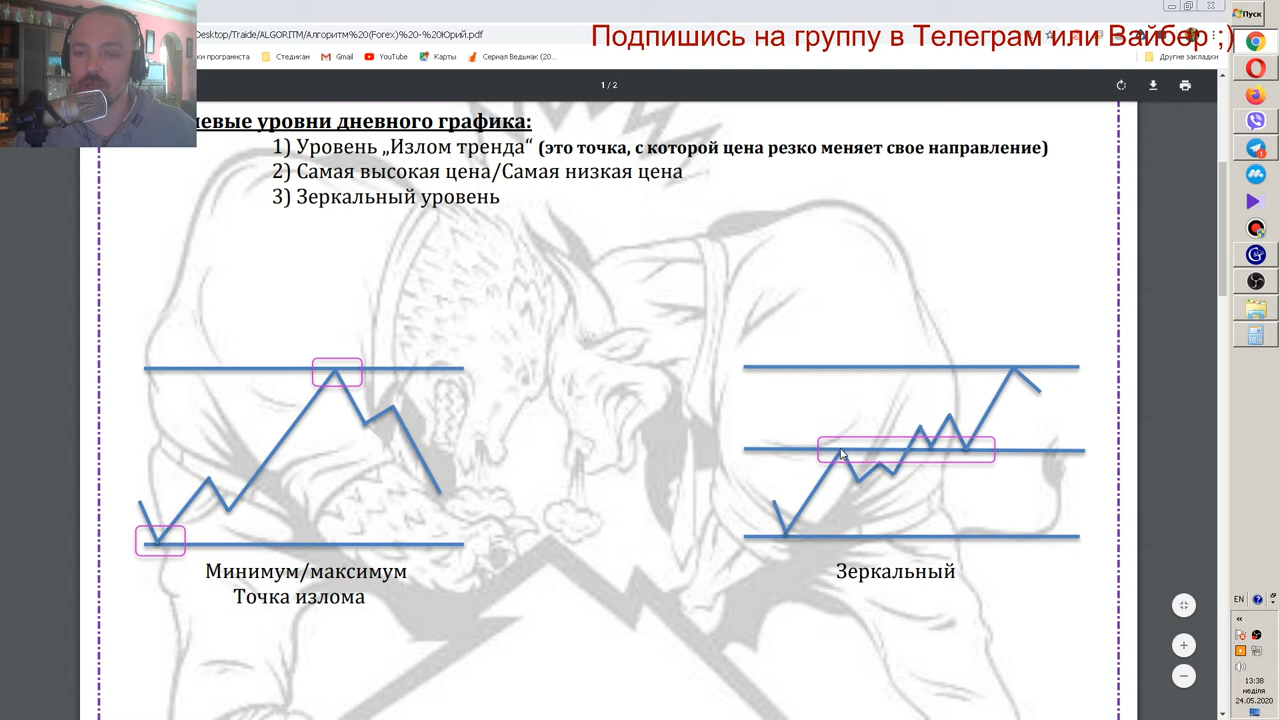 Desktop/Traide/ALGORITM/Алгоритм%20(Forex)%20-%20Юрий.pdf
Подпишись на группу в Телеграм или Вайбер ;)
Пуск
ки програмиста
Стедикам
Gmail
YouTube
Карты
Сериал Ведьмак (20...
Другие закладки
1 / 2
евые уровни дневного графика:
1) Уровень „Излом тренда“ (это точка, с которой цена резко меняет свое направление)
2) Самая высокая цена/Самая низкая цена
3) Зеркальный уровень
Минимум/максимум
Точка излома
Зеркальный
EN
13:38
неділя
24.05.2020